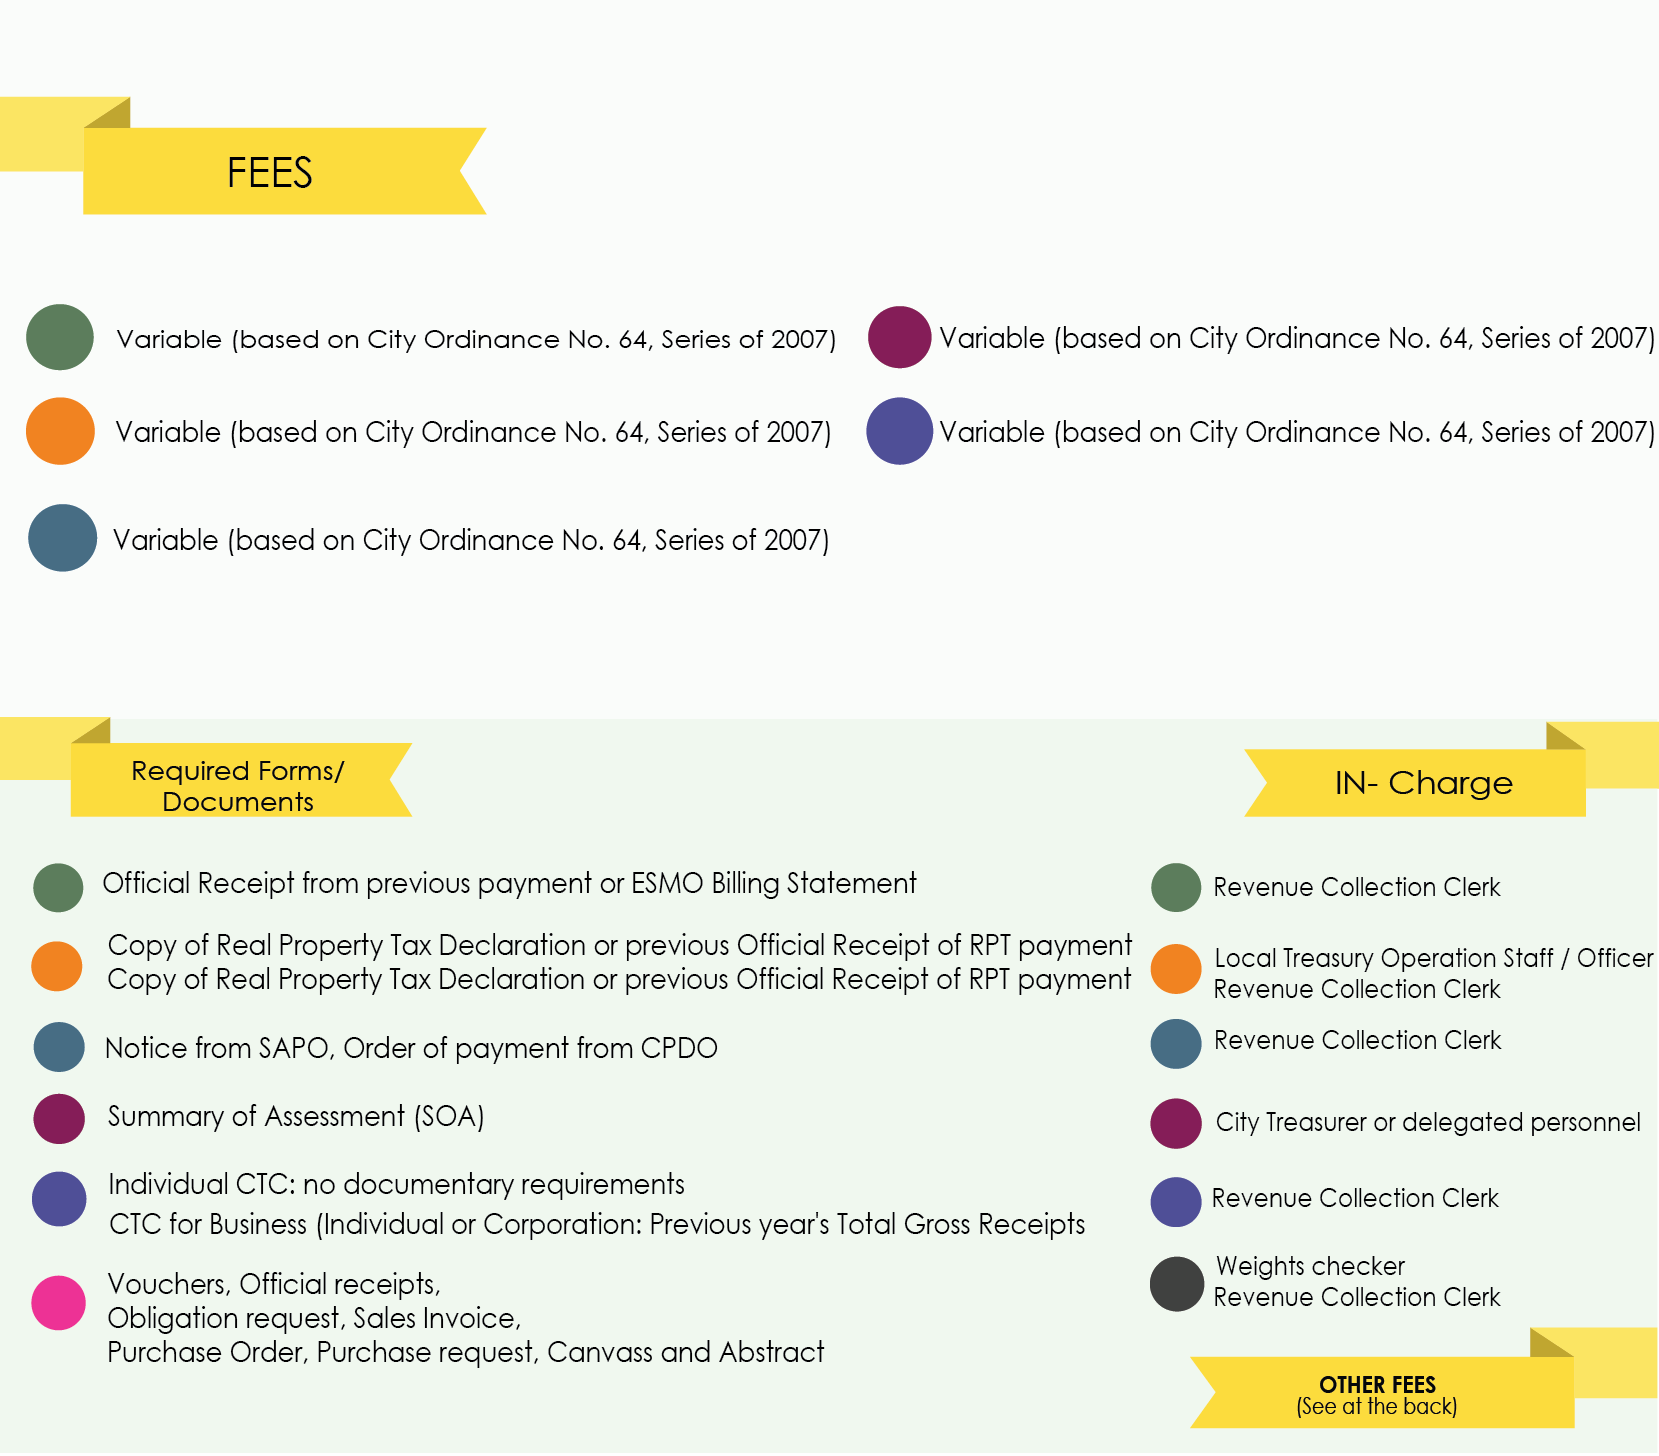 FEES
Variable (based on City Ordinance No. 64, Series of 2007)
Variable (based on City Ordinance No. 64, Series of 2007)
Variable (based on City Ordinance No. 64, Series of 2007)
Variable (based on City Ordinance No. 64, Series of 2007)
Variable (based on City Ordinance No. 64, Series of 2007)
Required Forms/
Documents
Official Receipt from previous payment or ESMO Billing Statement
Copy of Real Property Tax Declaration or previous Official Receipt of RPT payment
Copy of Real Property Tax Declaration or previous Official Receipt of RPT payment
Notice from SAPO, Order of payment from CPDO
Summary of Assessment (SOA)
Individual CTC: no documentary requirements
CTC for Business (Individual or Corporation: Previous year's Total Gross Receipts
Vouchers, Official receipts,
Obligation request, Sales Invoice,
Purchase Order, Purchase request, Canvass and Abstract
IN- Charge
Revenue Collection Clerk
Local Treasury Operation Staff / Officer
Revenue Collection Clerk
Revenue Collection Clerk
City Treasurer or delegated personnel
Revenue Collection Clerk
Weights checker
Revenue Collection Clerk
OTHER FEES
(See at the back)